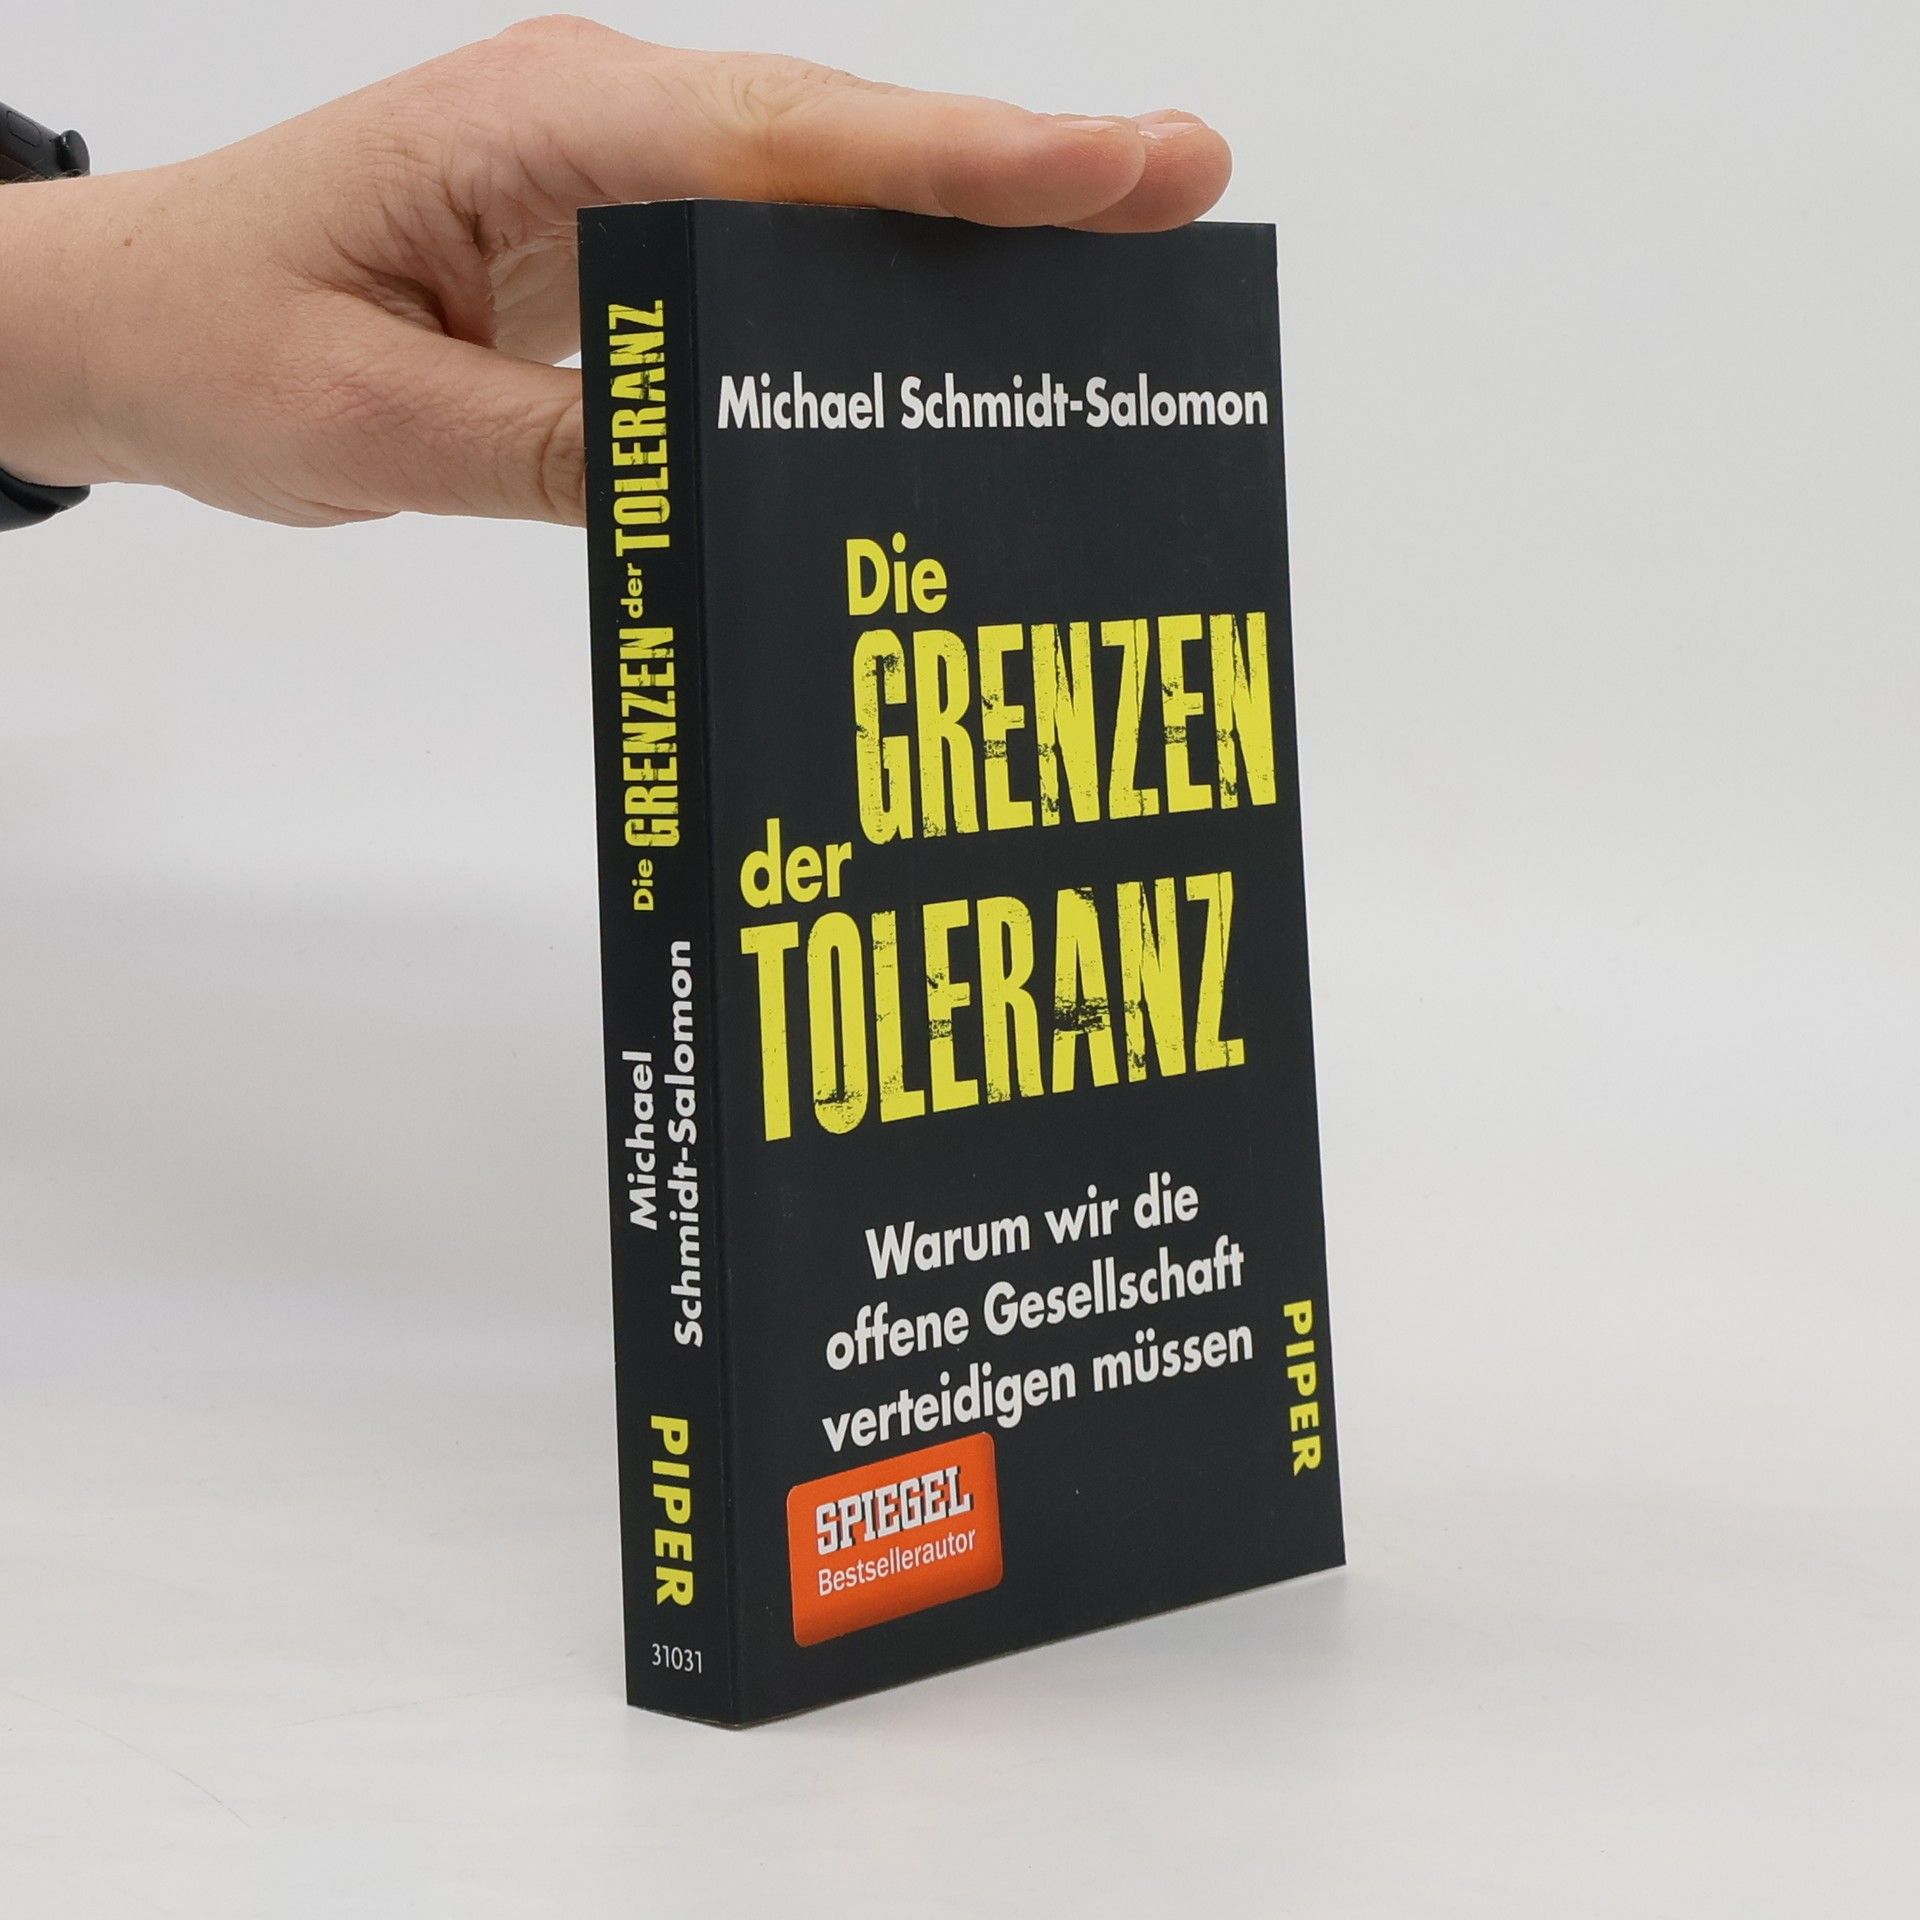 Michael Schmidt-Salomon
Die
GRENZEN
der
TOLERANZ
Warum wir die
offene Gesellschaft
verteidigen müssen
PIPER
SPIEGEL
Bestsellerautor
Die GRENZEN der TOLERANZ
Michael
Schmidt-Salomon
PIPER
31031